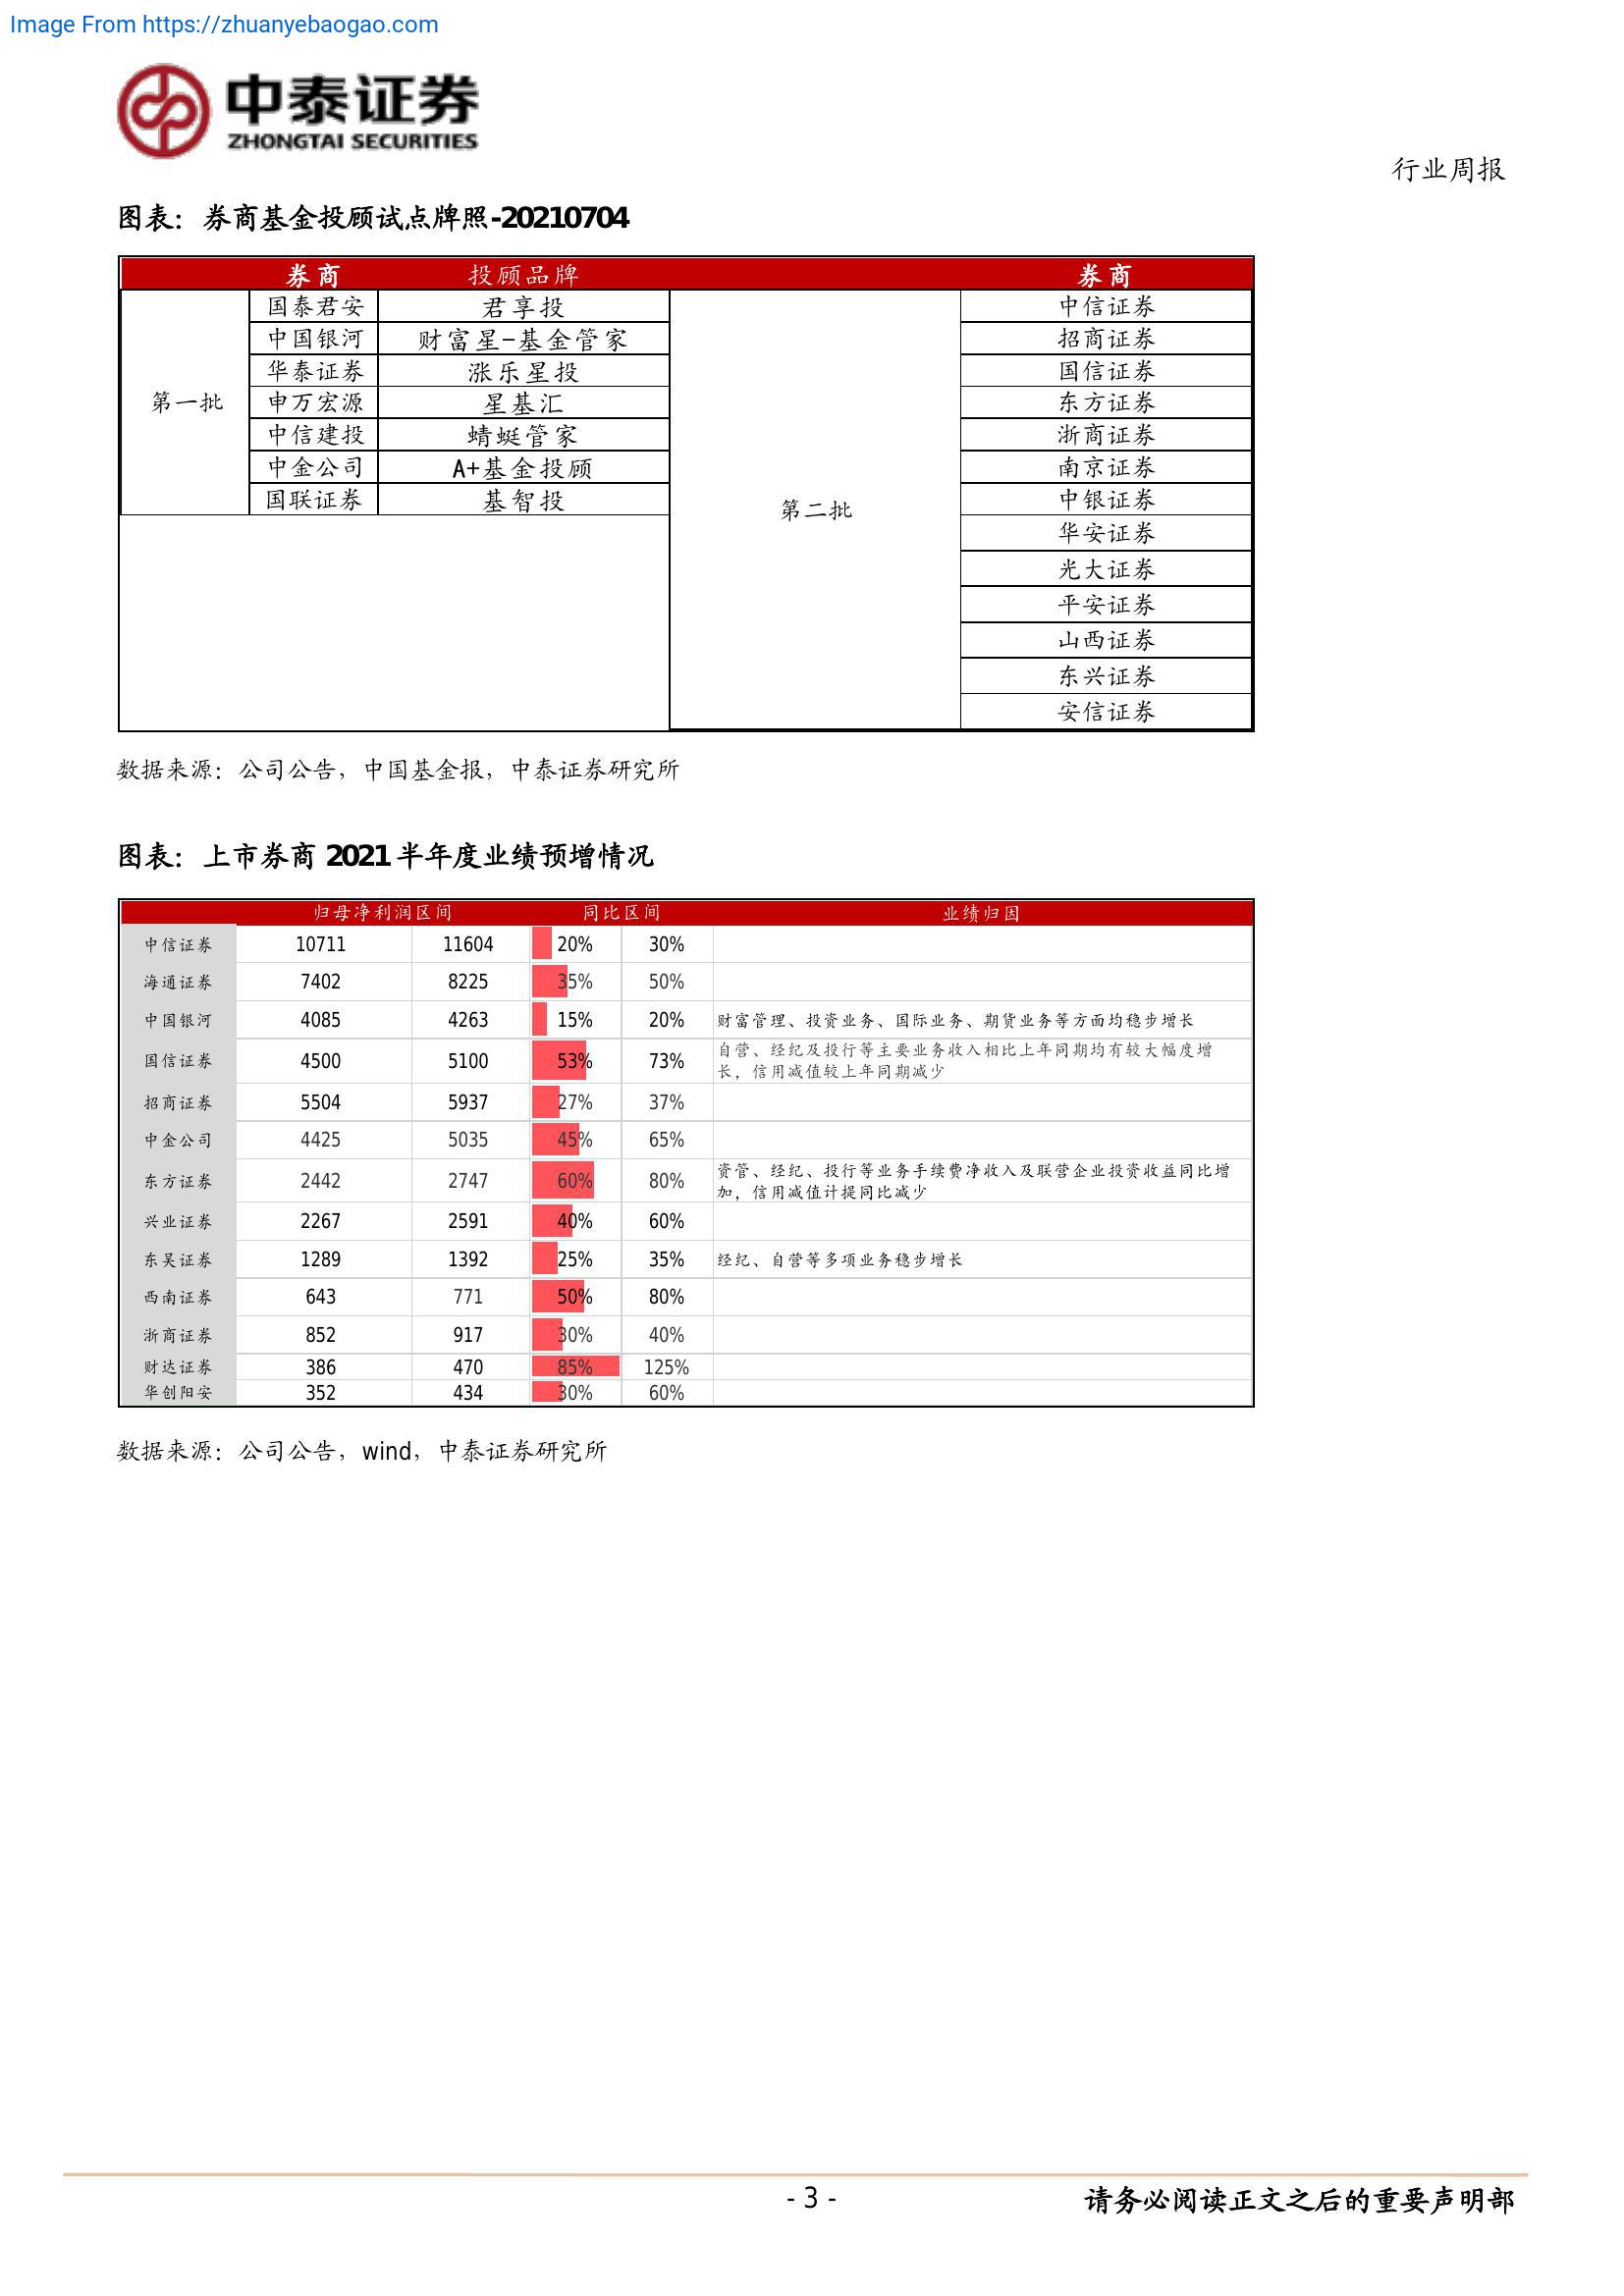 Image From https://zhuanyebaogao.com
中泰证券
ZHONGTAI SECURITIES
行业周报
图表：券商基金投顾试点牌照-20210704
券商 投顾品牌 券商
第一批
国泰君安 君享投
中国银河 财富星-基金管家
华泰证券 涨乐星投
申万宏源 星基汇
中信建投 蜻蜓管家
中金公司 A+基金投顾
国联证券 基智投
第二批
中信证券
招商证券
国信证券
东方证券
浙商证券
南京证券
中银证券
华安证券
光大证券
平安证券
山西证券
东兴证券
安信证券
数据来源：公司公告，中国基金报，中泰证券研究所
图表：上市券商 2021 半年度业绩预增情况
归母净利润区间 同比区间 业绩归因
中信证券 10711 11604 20% 30%
海通证券 7402 8225 35% 50%
中国银河 4085 4263 15% 20% 财富管理、投资业务、国际业务、期货业务等方面均稳步增长
国信证券 4500 5100 53% 73% 自营、经纪及投行等主要业务收入相比上年同期均有较大幅度增
长，信用减值较上年同期减少
招商证券 5504 5937 27% 37%
中金公司 4425 5035 45% 65%
东方证券 2442 2747 60% 80% 资管、经纪、投行等业务手续费净收入及联营企业投资收益同比增
加，信用减值计提同比减少
兴业证券 2267 2591 40% 60%
东吴证券 1289 1392 25% 35% 经纪、自营等多项业务稳步增长
西南证券 643 771 50% 80%
浙商证券 852 917 30% 40%
财达证券 386 470 85% 125%
华创阳安 352 434 30% 60%
数据来源：公司公告，wind，中泰证券研究所
- 3 -
请务必阅读正文之后的重要声明部